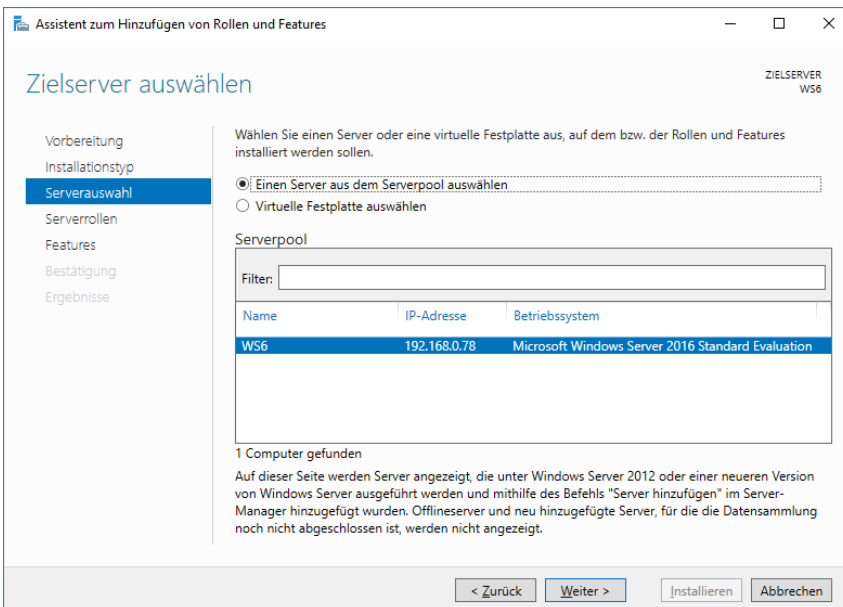 Assistent zum Hinzufügen von Rollen und Features
Zielserver auswählen
ZIELSERVER
WS6
Vorbereitung
Installationstyp
Serverauswahl
Serverrollen
Features
Bestätigung
Ergebnisse
Wählen Sie einen Server oder eine virtuelle Festplatte aus, auf dem bzw. der Rollen und Features
installiert werden sollen.
Einen Server aus dem Serverpool auswählen
Virtuelle Festplatte auswählen
Serverpool
Filter:
Name IP-Adresse Betriebssystem
WS6 192.168.0.78 Microsoft Windows Server 2016 Standard Evaluation
1 Computer gefunden
Auf dieser Seite werden Server angezeigt, die unter Windows Server 2012 oder einer neueren Version
von Windows Server ausgeführt werden und mithilfe des Befehls "Server hinzufügen" im Server-
Manager hinzugefügt wurden. Offlineserver und neu hinzugefügte Server, für die die Datensammlung
noch nicht abgeschlossen ist, werden nicht angezeigt.
< Zurück Weiter > Installieren Abbrechen